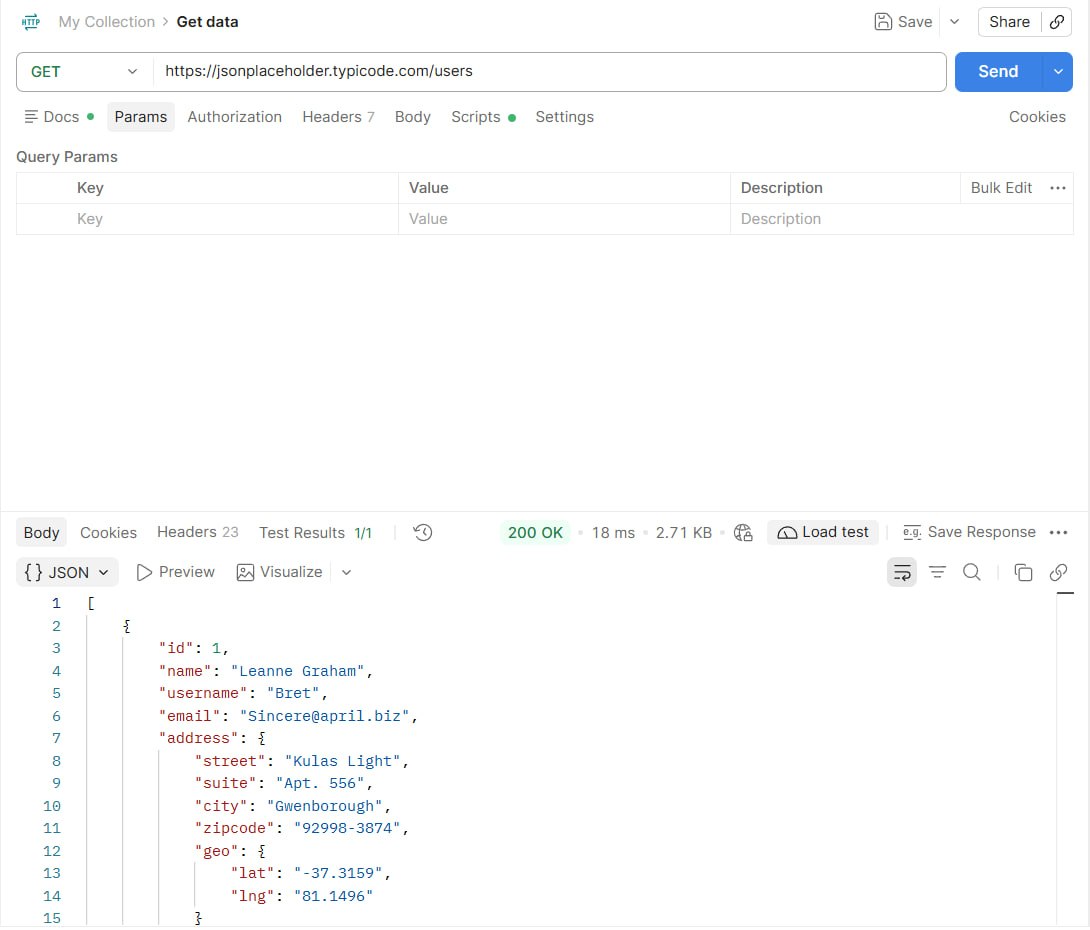 HTTP My Collection > Get data Save Share
GET https://jsonplaceholder.typicode.com/users Send
Docs Params Authorization Headers 7 Body Scripts Settings Cookies
Query Params
Key Value Description Bulk Edit
Key Value Description
Body Cookies Headers 23 Test Results 1/1 200 OK 18 ms 2.71 KB Load test e.g. Save Response
{ } JSON Preview Visualize
1 [
2 {
3 "id": 1,
4 "name": "Leanne Graham",
5 "username": "Bret",
6 "email": "Sincere@april.biz",
7 "address": {
8 "street": "Kulas Light",
9 "suite": "Apt. 556",
10 "city": "Gwenborough",
11 "zipcode": "92998-3874",
12 "geo": {
13 "lat": "-37.3159",
14 "lng": "81.1496"
15 }